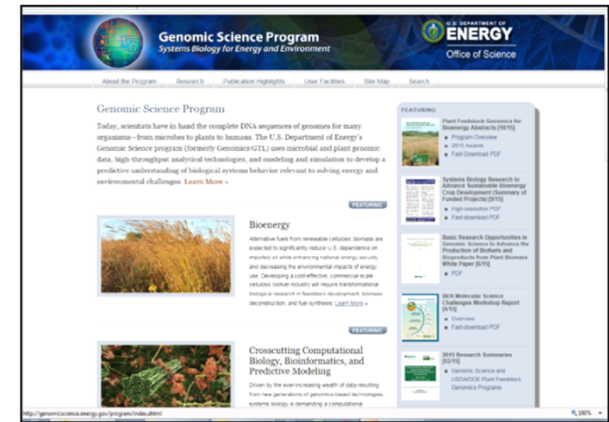 Genomic Science Program
Systems Biology for Energy and Environment
U.S. DEPARTMENT OF
ENERGY
Office of Science
About the Program Research Publication Highlights User Facilities Site Map Search
Genomic Science Program
Today, scientists have in hand the complete DNA sequences of genomes for many
organisms—from microbes to plants to humans. The U.S. Department of Energy's
Genomic Science program (formerly Genomics:GTL) uses microbial and plant genomic
data, high-throughput analytical technologies, and modeling and simulation to develop a
predictive understanding of biological systems behavior relevant to solving energy and
environmental challenges. Learn More »
FEATURING
Bioenergy
Alternative fuels from renewable cellulosic biomass are
expected to significantly reduce U.S. dependence on
imported oil while enhancing national energy security
and decreasing the environmental impacts of energy
use. Developing a cost-effective, commercial-scale
cellulosic biofuel industry will require transformational
biological research in feedstock development, biomass
deconstruction, and fuel synthesis. Learn More »
FEATURING
Crosscutting Computational
Biology, Bioinformatics, and
Predictive Modeling
Driven by the ever-increasing wealth of data resulting
from new generations of genomics-based technologies,
systems biology is demanding a computational
FEATURING
Plant Feedstock Genomics for
Bioenergy Abstracts [10/15]
Program Overview
2015 Awards
Fast-Download PDF
Systems Biology Research to
Advance Sustainable Bioenergy
Crop Development (Summary of
Funded Projects) [9/15]
High-resolution PDF
Fast-download PDF
Basic Research Opportunities in
Genomic Science to Advance the
Production of Biofuels and
Bioproducts from Plant Biomass
White Paper [6/15]
PDF
BER Molecular Science
Challenges Workshop Report
Overview
Fast-download PDF
2015 Research Summaries
Genomic Science and
USDA/DOE Plant Feedstock
Genomics Programs
http://genomicscience.energy.gov/program/index.shtml
100%